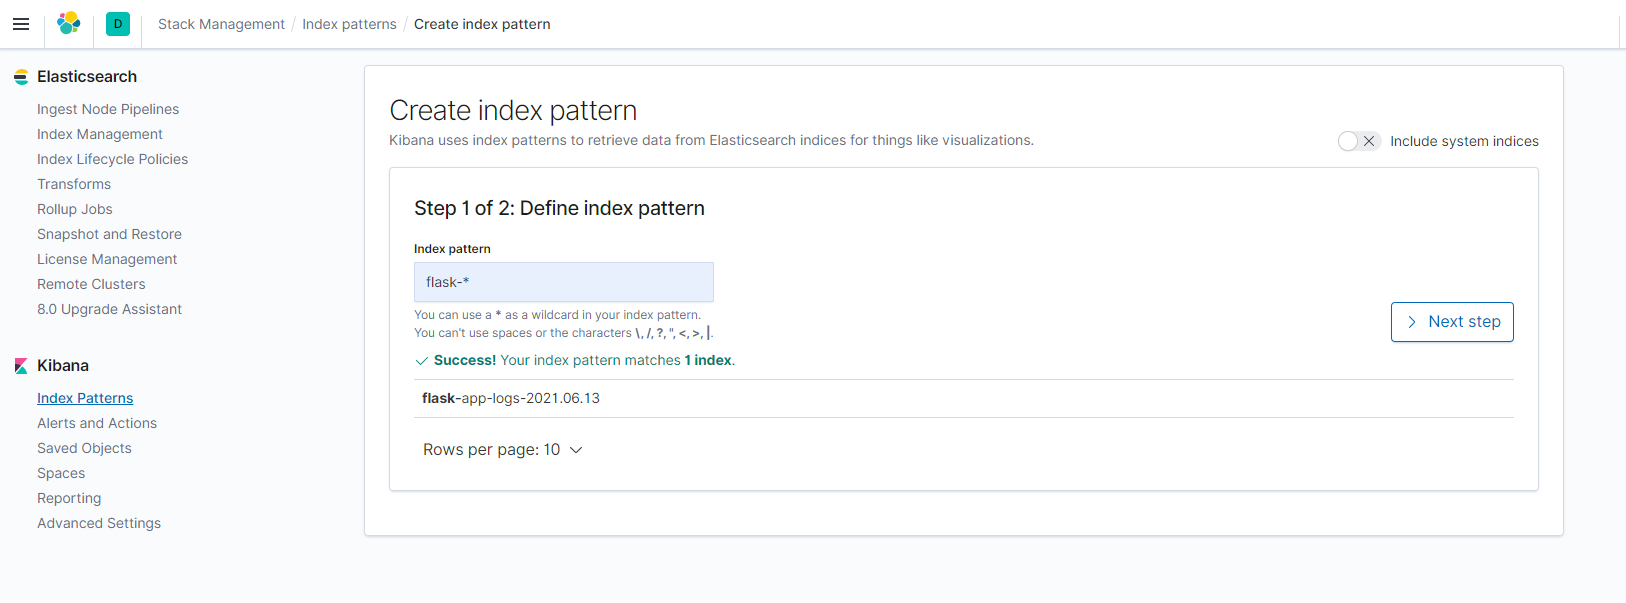 D
Stack Management / Index patterns / Create index pattern
Elasticsearch
Ingest Node Pipelines
Index Management
Index Lifecycle Policies
Transforms
Rollup Jobs
Snapshot and Restore
License Management
Remote Clusters
8.0 Upgrade Assistant
Kibana
Index Patterns
Alerts and Actions
Saved Objects
Spaces
Reporting
Advanced Settings
Create index pattern
Kibana uses index patterns to retrieve data from Elasticsearch indices for things like visualizations.
Include system indices
Step 1 of 2: Define index pattern
Index pattern
flask-*
You can use a * as a wildcard in your index pattern.
You can't use spaces or the characters \, /, ?, ", <, >, |.
Success! Your index pattern matches 1 index.
Next step
flask-app-logs-2021.06.13
Rows per page: 10